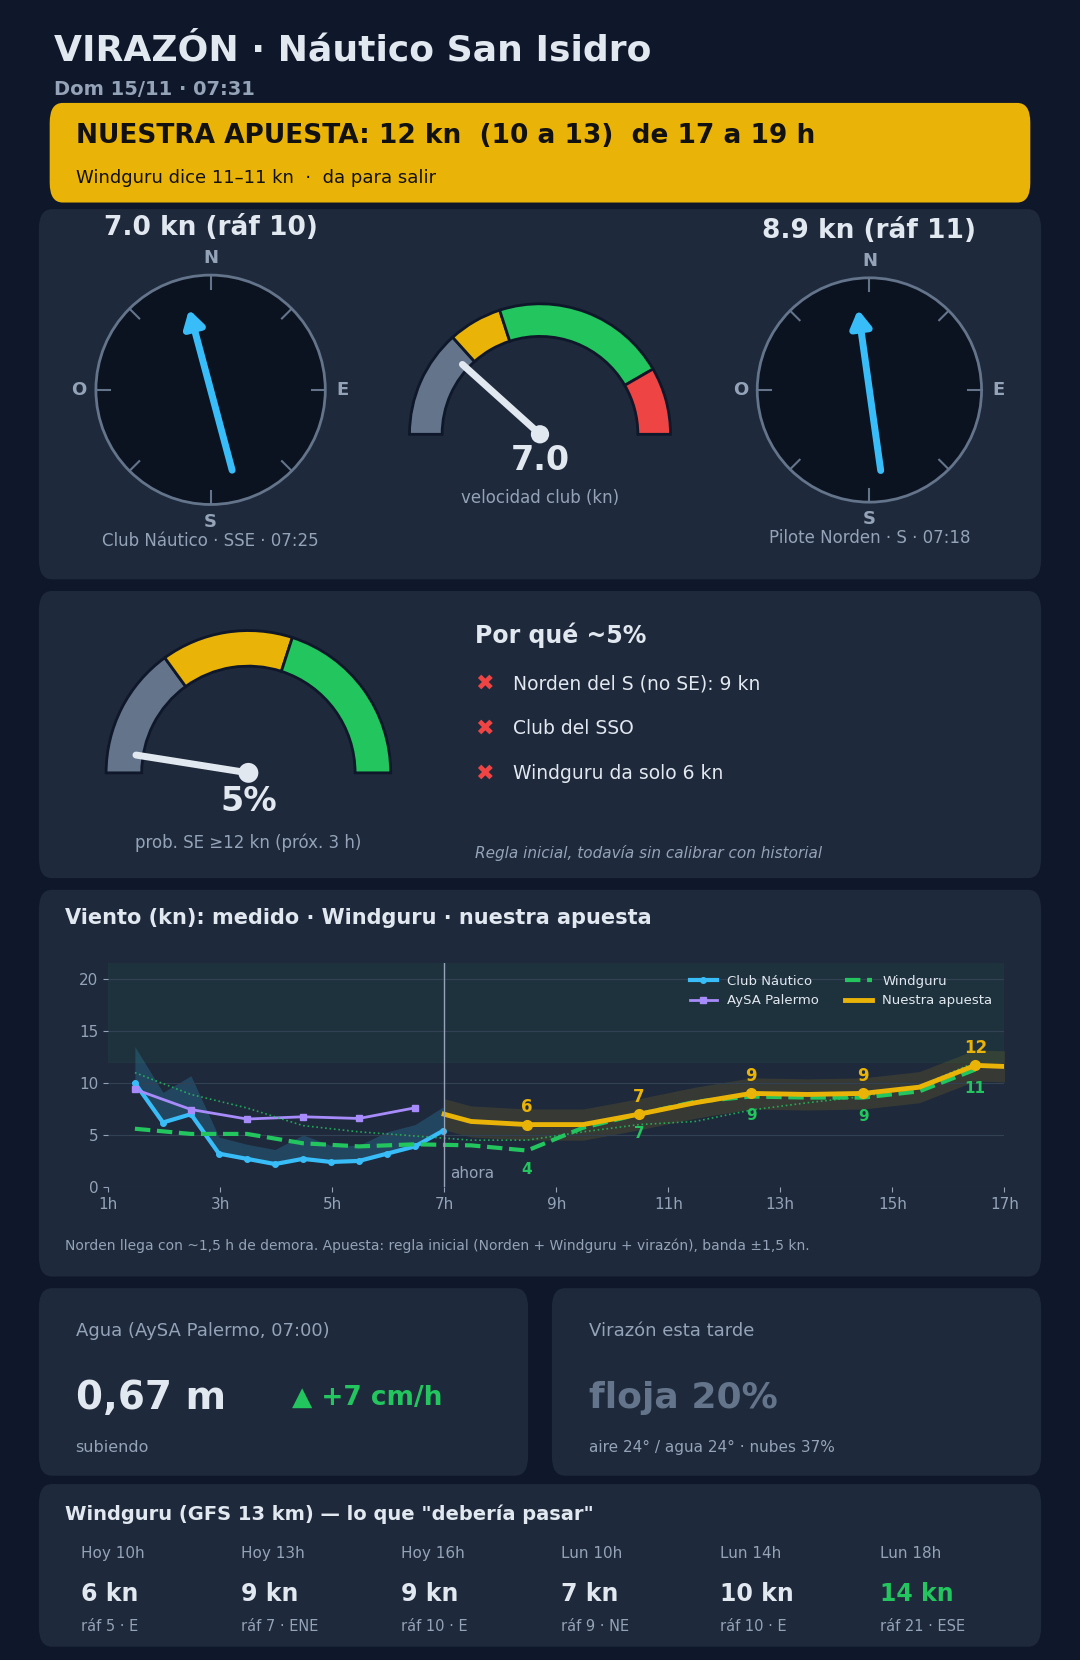 VIRAZÓN · Náutico San Isidro
Dom 15/11 · 07:31
NUESTRA APUESTA: 12 kn (10 a 13) de 17 a 19 h
Windguru dice 11–11 kn · da para salir
7.0 kn (ráf 10)
N
O
E
S
Club Náutico · SSE · 07:25
7.0
velocidad club (kn)
8.9 kn (ráf 11)
N
O
E
S
Pilote Norden · S · 07:18
5%
prob. SE ≥12 kn (próx. 3 h)
Por qué ~5%
✖ Norden del S (no SE): 9 kn
✖ Club del SSO
✖ Windguru da solo 6 kn
Regla inicial, todavía sin calibrar con historial
Viento (kn): medido · Windguru · nuestra apuesta
Club Náutico
AySA Palermo
Windguru
Nuestra apuesta
20
15
10
5
0
6
7
9
9
12
4
7
9
9
11
ahora
1h 3h 5h 7h 9h 11h 13h 15h 17h
Norden llega con ~1,5 h de demora. Apuesta: regla inicial (Norden + Windguru + virazón), banda ±1,5 kn.
Agua (AySA Palermo, 07:00)
0,67 m ▲ +7 cm/h
subiendo
Virazón esta tarde
floja 20%
aire 24° / agua 24° · nubes 37%
Windguru (GFS 13 km) — lo que "debería pasar"
Hoy 10h Hoy 13h Hoy 16h Lun 10h Lun 14h Lun 18h
6 kn 9 kn 9 kn 7 kn 10 kn 14 kn
ráf 5 · E ráf 7 · ENE ráf 10 · E ráf 9 · NE ráf 10 · E ráf 21 · ESE